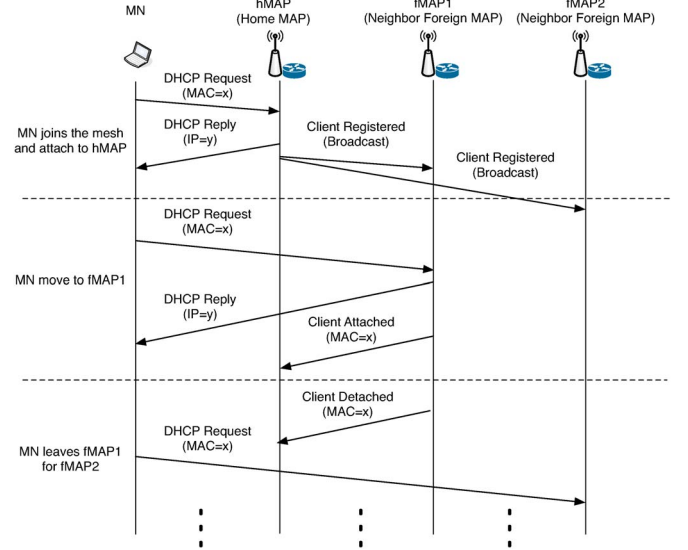 MN
hMAP
(Home MAP)
fMAP1
(Neighbor Foreign MAP)
fMAP2
(Neighbor Foreign MAP)
DHCP Request
(MAC=x)
MN joins the mesh
and attach to hMAP
DHCP Reply
(IP=y)
Client Registered
(Broadcast)
Client Registered
(Broadcast)
DHCP Request
(MAC=x)
MN move to fMAP1
DHCP Reply
(IP=y)
Client Attached
(MAC=x)
Client Detached
(MAC=x)
DHCP Request
(MAC=x)
MN leaves fMAP1
for fMAP2